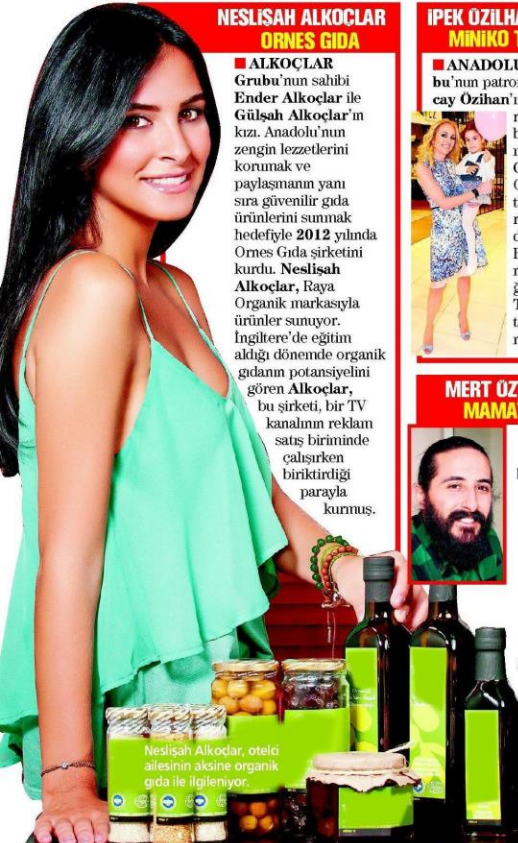 NESLİŞAH ALKOÇLAR
ORNES GIDA
ALKOÇLAR
Grubu'nun sahibi
Ender Alkoçlar ile
Gülşah Alkoçlar'ın
kızı. Anadolu'nun
zengin lezzetlerini
korumak ve
paylaşmanın yanı
sıra güvenilir gıda
ürünlerini sunmak
hedefiyle 2012 yılında
Ornes Gıda şirketini
kurdu. Neslişah
Alkoçlar, Raya
Organik markasıyla
ürünler sunuyor.
İngiltere'de eğitim
aldığı dönemde organik
gıdanın potansiyelini
gören Alkoçlar,
bu şirketi, bir TV
kanalının reklam
satış biriminde
çalışırken
biriktirdiği
parayla
kurmuş.
Neslişah Alkoçlar, otelci
ailesinin aksine organik
gıda ile ilgileniyor.
İPEK ÖZİLHA
MİNİKO T
ANADOLU
bu'nun patro
cay Özihan'ı
MERT ÖZ
MAMA